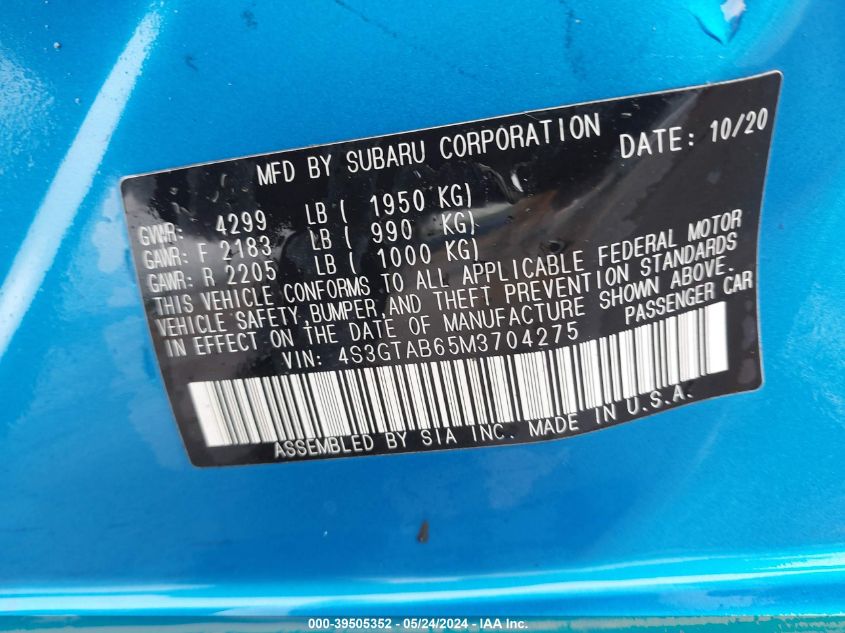 MFD BY SUBARU CORPORATION DATE: 10/20
GVWR: 4299 LB ( 1950 KG)
GAWR: F 2183 LB ( 990 KG)
GAWR: R 2205 LB ( 1000 KG)
THIS VEHICLE CONFORMS TO ALL APPLICABLE FEDERAL MOTOR
VEHICLE SAFETY, BUMPER, AND THEFT PREVENTION STANDARDS
IN EFFECT ON THE DATE OF MANUFACTURE SHOWN ABOVE.
VIN: 4S3GTAB65M3704275 PASSENGER CAR
ASSEMBLED BY SIA INC. MADE IN U.S.A.
000-39505352 - 05/24/2024 - IAA Inc.